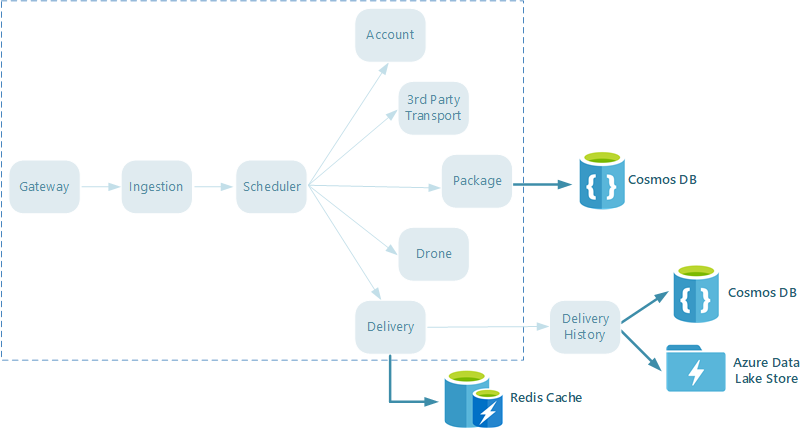 Account
3rd Party
Transport
Gateway
Ingestion
Scheduler
Package
Cosmos DB
Drone
Cosmos DB
Delivery
Delivery
History
Azure Data
Lake Store
Redis Cache